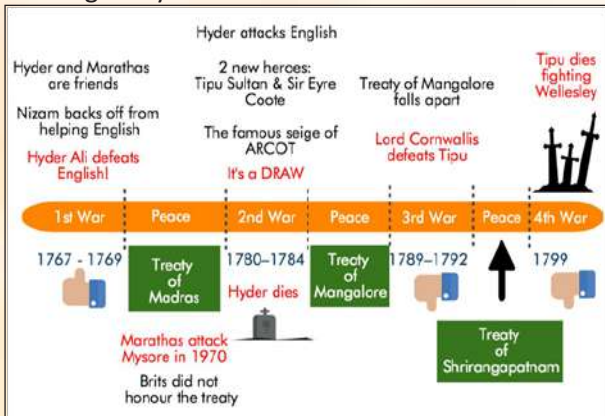 Hyder and Marathas
are friends
Nizam backs off from
helping English
Hyder Ali defeats
English!
Hyder attacks English
2 new heroes:
Tipu Sultan & Sir Eyre
Coote
The famous seige of
ARCOT
It's a DRAW
Treaty of Mangalore
falls apart
Lord Cornwallis
defeats Tipu
Tipu dies
fighting
Wellesley
1st War
Peace
2nd War
Peace
3rd War
Peace
4th War
1767 - 1769
Treaty
of
Madras
1780–1784
Hyder dies
Treaty
of
Mangalore
1789–1792
1799
Marathas attack
Mysore in 1970
Brits did not
honour the treaty
Treaty
of
Shrirangapatnam